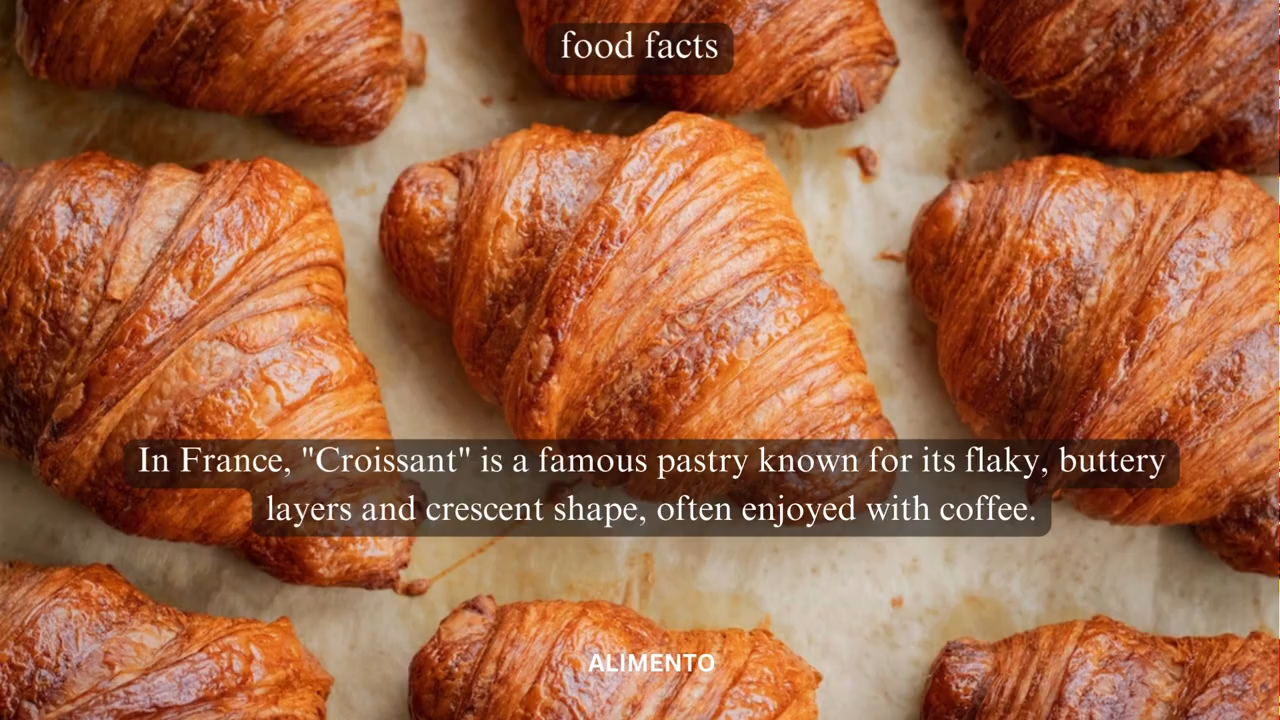 food facts
In France, "Croissant" is a famous pastry known for its flaky, buttery
layers and crescent shape, often enjoyed with coffee.
ALIMENTO